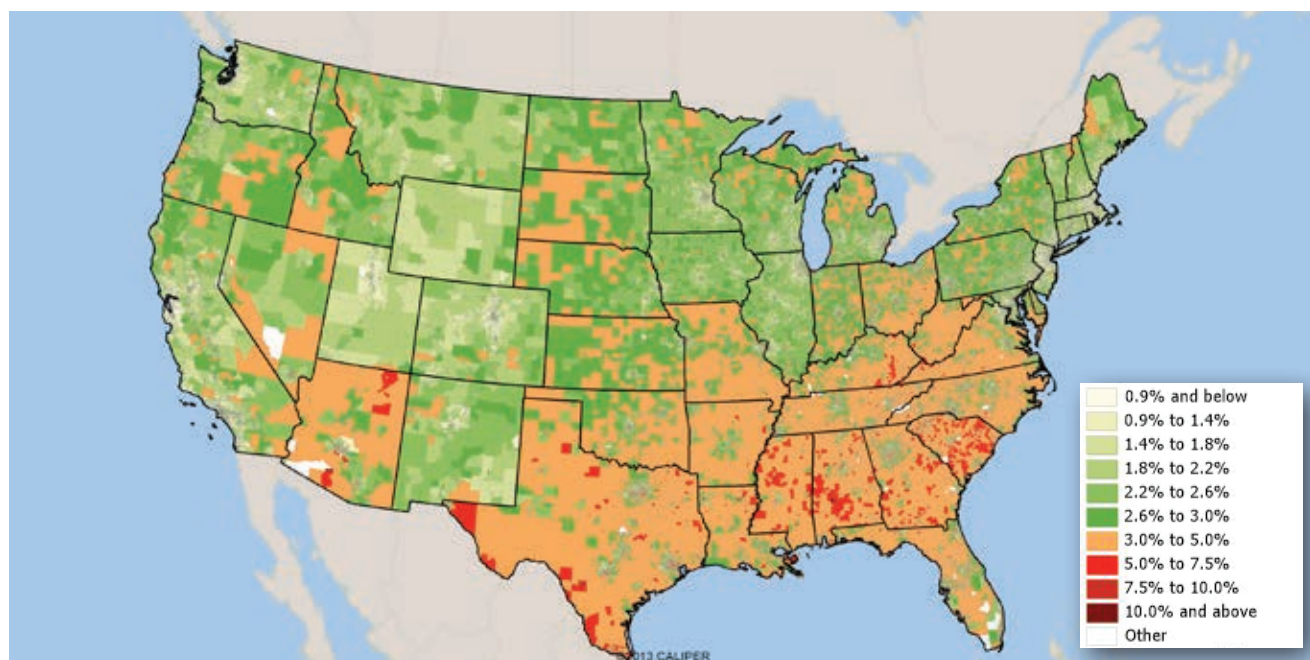 0.9% and below
0.9% to 1.4%
1.4% to 1.8%
1.8% to 2.2%
2.2% to 2.6%
2.6% to 3.0%
3.0% to 5.0%
5.0% to 7.5%
7.5% to 10.0%
10.0% and above
Other
©2013 CALIPER